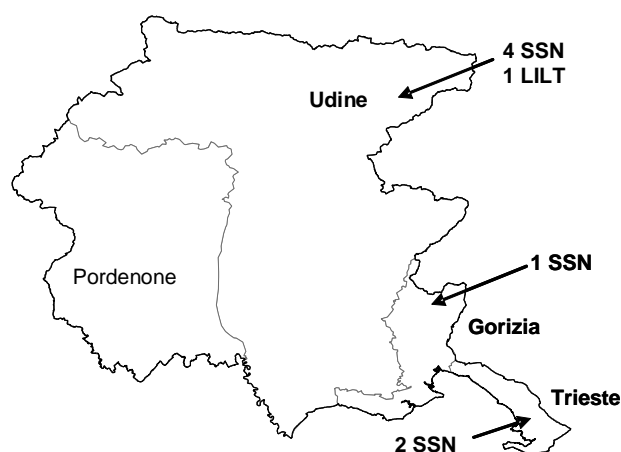 4 SSN
1 LILT
Udine
1 SSN
Pordenone
Gorizia
Trieste
2 SSN